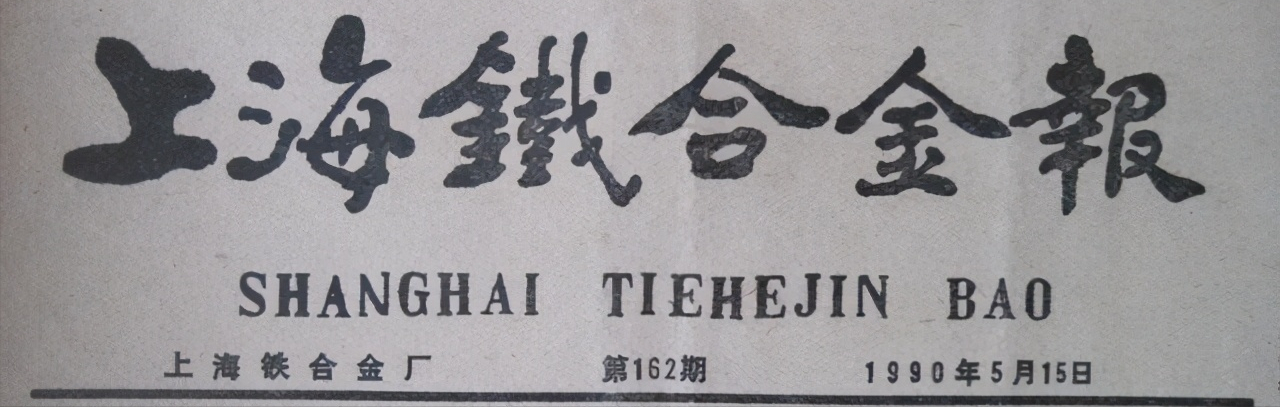 上海鐵合金報
SHANGHAI TIEHEJIN BAO
上海铁合金厂 第162期 1990年5月15日